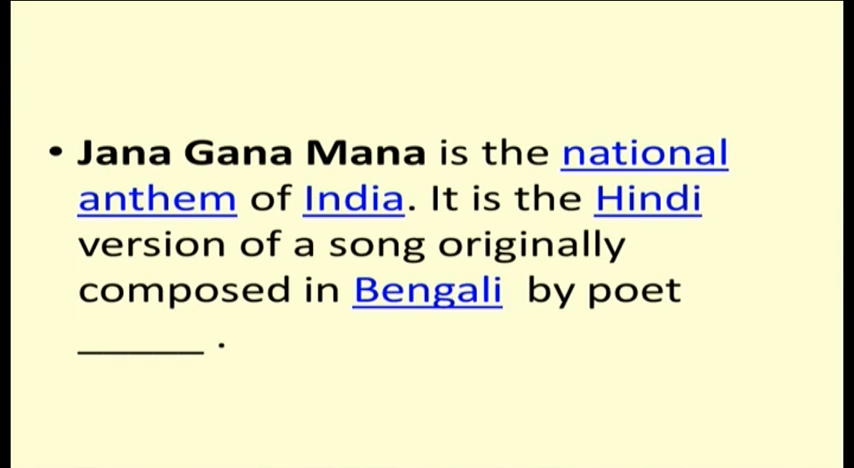 • Jana Gana Mana is the national
anthem of India. It is the Hindi
version of a song originally
composed in Bengali by poet
______ .